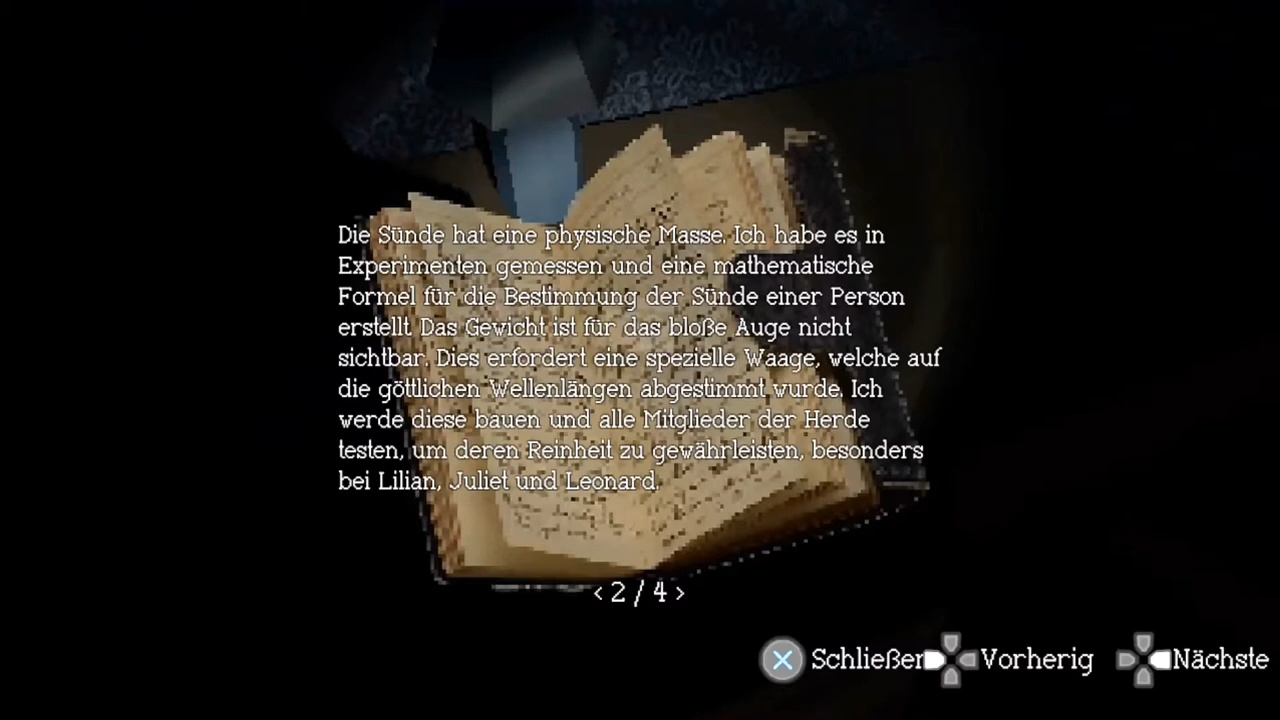 Die Sünde hat eine physische Masse. Ich habe es in
Experimenten gemessen und eine mathematische
Formel für die Bestimmung der Sünde einer Person
erstellt. Das Gewicht ist für das bloße Auge nicht
sichtbar. Dies erfordert eine spezielle Waage, welche auf
die göttlichen Wellenlängen abgestimmt wurde. Ich
werde diese bauen und alle Mitglieder der Herde
testen, um deren Reinheit zu gewährleisten, besonders
bei Lilian, Juliet und Leonard.
‹ 2 / 4 ›
Schließen Vorherig Nächste